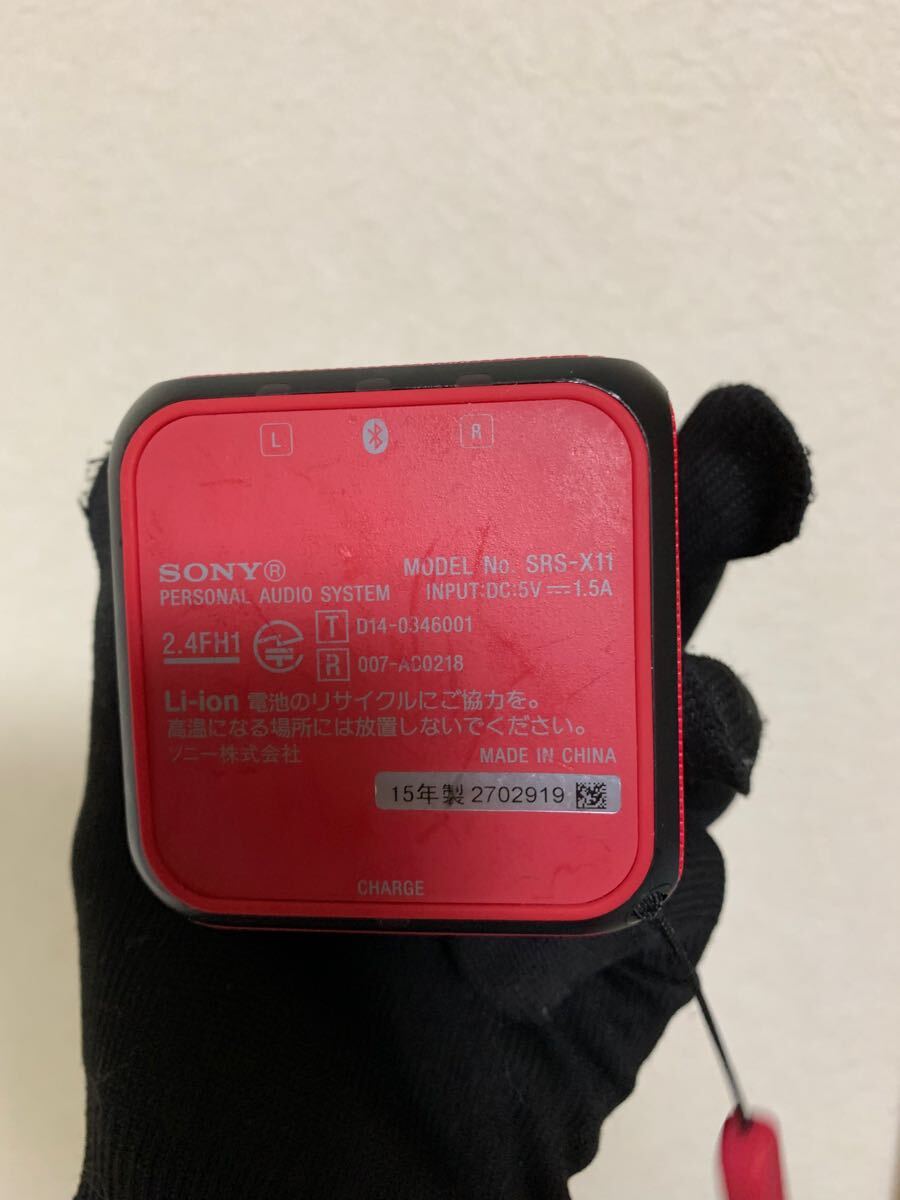 L R
SONY® MODEL No. SRS-X11
PERSONAL AUDIO SYSTEM INPUT:DC:5V⎓1.5A
2.4FH1 T D14-0346001
R 007-AC0218
Li-ion 電池のリサイクルにご協力を。
高温になる場所には放置しないでください。
ソニー株式会社 MADE IN CHINA
15年製 2702919
CHARGE